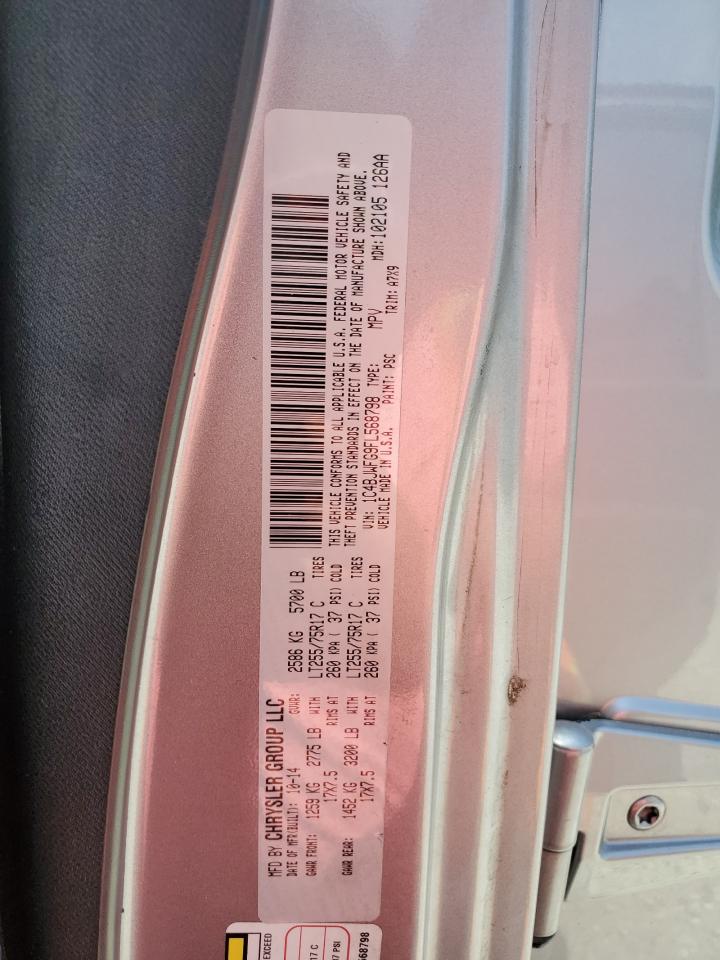 MFD BY CHRYSLER GROUP LLC
DATE OF MFR(BUILT): 10-14 GVWR: 2586 KG 5700 LB
GAWR FRONT: 1259 KG 2775 LB WITH LT255/75R17 C TIRES
17X7.5 RIMS AT 260 KPA ( 37 PSI) COLD
GAWR REAR: 1452 KG 3200 LB WITH LT255/75R17 C TIRES
17X7.5 RIMS AT 260 KPA ( 37 PSI) COLD
THIS VEHICLE CONFORMS TO ALL APPLICABLE U.S.A. FEDERAL MOTOR VEHICLE SAFETY AND
THEFT PREVENTION STANDARDS IN EFFECT ON THE DATE OF MANUFACTURE SHOWN ABOVE.
VIN: 1C4BJWFG9FL568798 TYPE: MPV MDH:102105 126AA
VEHICLE MADE IN U.S.A. PAINT: PSC TRIM: A7X9
EXCEED
17 C
PSI
568798